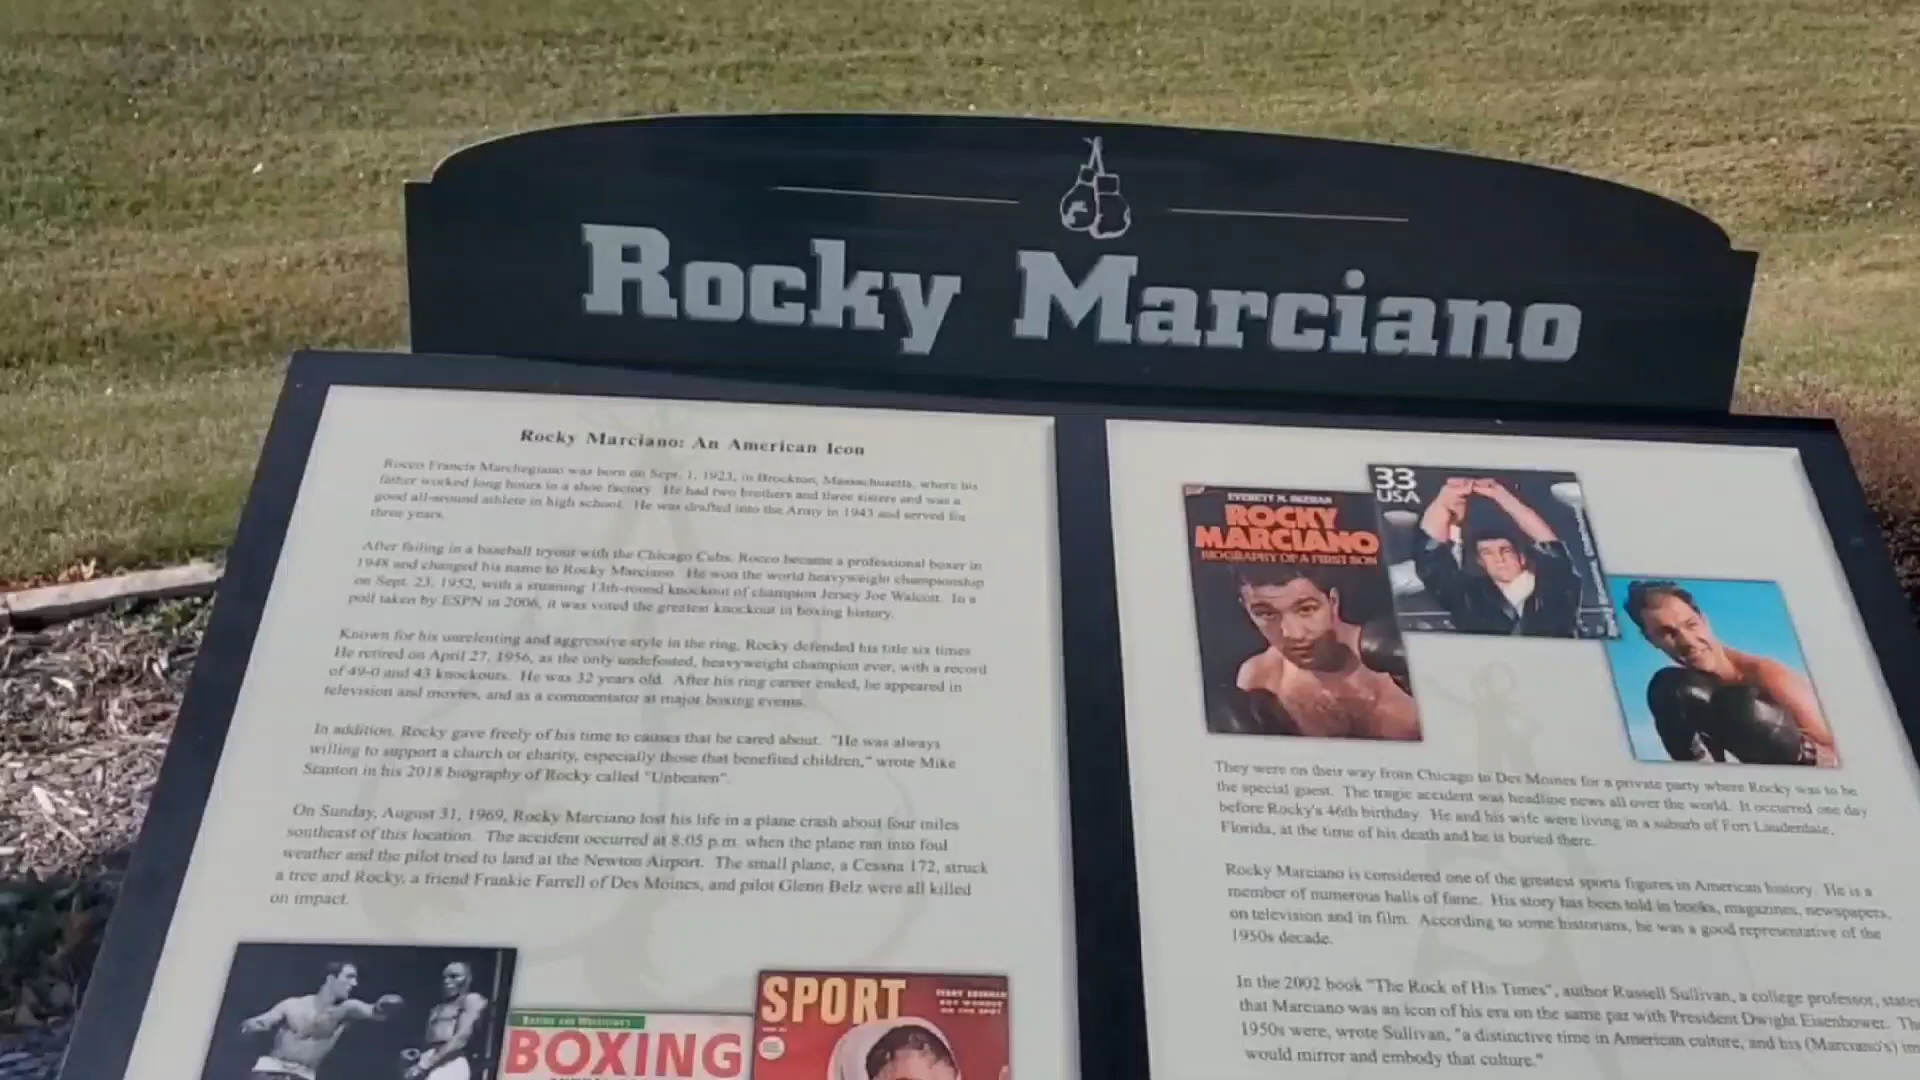 Rocky Marciano
Rocky Marciano: An American Icon
Rocco Francis Marchegiano was born on Sept. 1, 1923, in Brockton, Massachusetts, where his
father worked long hours in a shoe factory. He had two brothers and three sisters and was a
good all-around athlete in high school. He was drafted into the Army in 1943 and served for
three years.
After failing in a baseball tryout with the Chicago Cubs, Rocco became a professional boxer in
1948 and changed his name to Rocky Marciano. He won the world heavyweight championship
on Sept. 23, 1952, with a stunning 13th-round knockout of champion Jersey Joe Walcott. In a
poll taken by ESPN in 2006, it was voted the greatest knockout in boxing history.
Known for his unrelenting and aggressive style in the ring, Rocky defended his title six times
He retired on April 27, 1956, as the only undefeated, heavyweight champion ever, with a record
of 49-0 and 43 knockouts. He was 32 years old. After his ring career ended, he appeared in
television and movies, and as a commentator at major boxing events.
In addition, Rocky gave freely of his time to causes that he cared about. "He was always
willing to support a church or charity, especially those that benefited children," wrote Mike
Stanton in his 2018 biography of Rocky called "Unbeaten".
On Sunday, August 31, 1969, Rocky Marciano lost his life in a plane crash about four miles
southeast of this location. The accident occurred at 8:05 p.m. when the plane ran into foul
weather and the pilot tried to land at the Newton Airport. The small plane, a Cessna 172, struck
a tree and Rocky, a friend Frankie Farrell of Des Moines, and pilot Glenn Belz were all killed
on impact.
BOXING
SPORT
EVERETT M. SKEHAN
ROCKY
MARCIANO
BIOGRAPHY OF A FIRST SON
33
USA
They were on their way from Chicago to Des Moines for a private party where Rocky was to be
the special guest. The tragic accident was headline news all over the world. It occurred one day
before Rocky's 46th birthday. He and his wife were living in a suburb of Fort Lauderdale,
Florida, at the time of his death and he is buried there.
Rocky Marciano is considered one of the greatest sports figures in American history. He is a
member of numerous halls of fame. His story has been told in books, magazines, newspapers,
on television and in film. According to some historians, he was a good representative of the
1950s decade.
In the 2002 book "The Rock of His Times", author Russell Sullivan, a college professor, states
that Marciano was an icon of his era on the same par with President Dwight Eisenhower. Th
1950s were, wrote Sullivan, "a distinctive time in American culture, and his (Marciano's) im
would mirror and embody that culture."